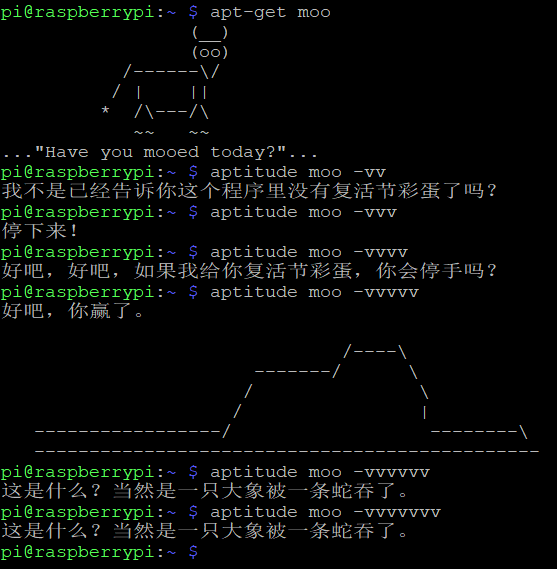 pi@raspberrypi:~ $ apt-get moo
                 (__)
                 (oo)
           /------\/
          / |    ||
         *  /\---/\
            ~~   ~~
..."Have you mooed today?"...
pi@raspberrypi:~ $ aptitude moo -vv
我不是已经告诉你这个程序里没有复活节彩蛋了吗？
pi@raspberrypi:~ $ aptitude moo -vvv
停下来！
pi@raspberrypi:~ $ aptitude moo -vvvv
好吧，好吧，如果我给你复活节彩蛋，你会停手吗？
pi@raspberrypi:~ $ aptitude moo -vvvvv
好吧，你赢了。
                               /----\
                       -------/      \
                      /               \
                     /                |
   -----------------/                  --------\
   ----------------------------------------------
pi@raspberrypi:~ $ aptitude moo -vvvvvv
这是什么？当然是一只大象被一条蛇吞了。
pi@raspberrypi:~ $ aptitude moo -vvvvvvv
这是什么？当然是一只大象被一条蛇吞了。
pi@raspberrypi:~ $